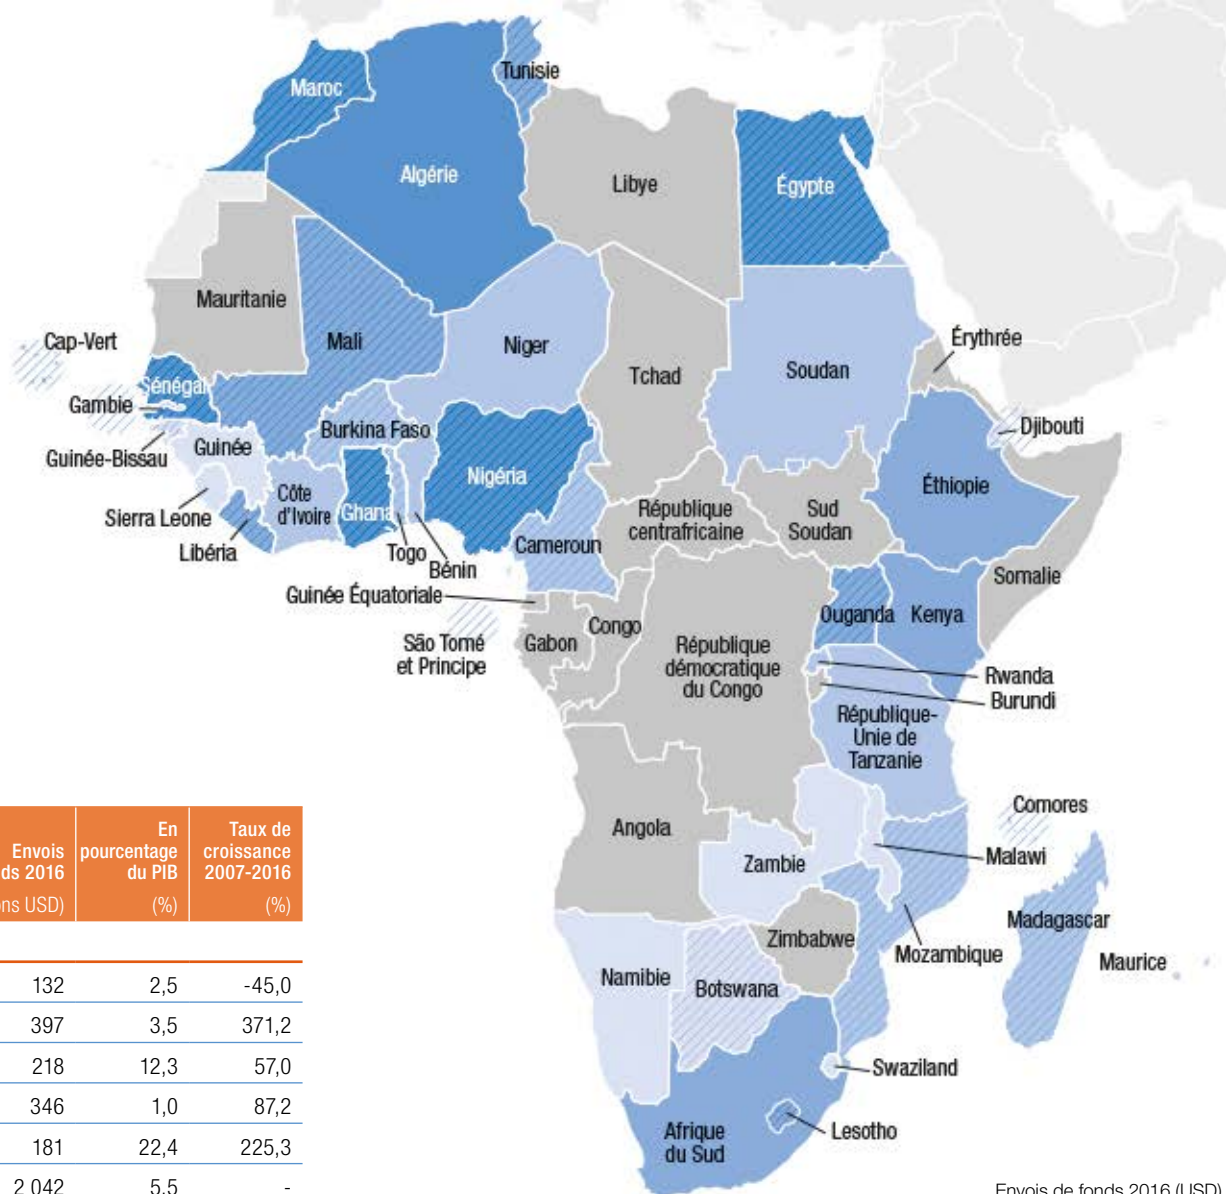 Maroc
Tunisie
Algérie
Libye
Égypte
Mauritanie
Mali
Niger
Tchad
Soudan
Érythrée
Cap-Vert
Sénégal
Gambie
Djibouti
Guinée-Bissau
Guinée
Burkina Faso
Nigéria
Éthiopie
Sierra Leone
Côte
d'Ivoire
Ghana
République
centrafricaine
Sud
Soudan
Libéria
Togo
Bénin
Cameroun
Somalie
Guinée Équatoriale
Ouganda
Kenya
São Tomé
et Principe
Gabon
Congo
République
démocratique
du Congo
Rwanda
Burundi
République-
Unie de
Tanzanie
Comores
Angola
Zambie
Malawi
Madagascar
Zimbabwe
Mozambique
Maurice
Namibie
Botswana
Swaziland
Afrique
du Sud
Lesotho
Envois
ds 2016
ns USD)
En
pourcentage
du PIB
(%)
Taux de
croissance
2007-2016
(%)
132 2,5 -45,0
397 3,5 371,2
218 12,3 57,0
346 1,0 87,2
181 22,4 225,3
2 042 5,5 -
Envois de fonds 2016 (USD)